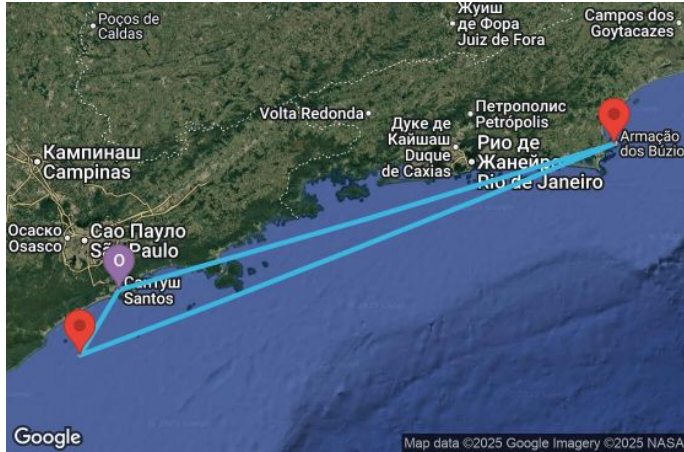 Poços de
Caldas
Жуиш
де Фора
Juiz de Fora
Campos dos
Goytacazes
Volta Redonda
Петрополис
Petrópolis
Дуке де
Кайшаш
Duque
de Caxias
Рио де
Жанейро
Rio de Janeiro
Armação
dos Búzio
Кампинаш
Campinas
Осаско
Osasco
Сао Пауло
São Paulo
O
Сантуш
Santos
Google
Map data ©2025 Google Imagery ©2025 NASA